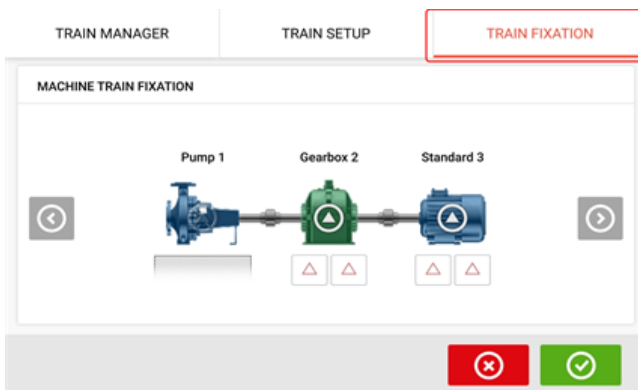 TRAIN MANAGER TRAIN SETUP TRAIN FIXATION
MACHINE TRAIN FIXATION
Pump 1 Gearbox 2 Standard 3